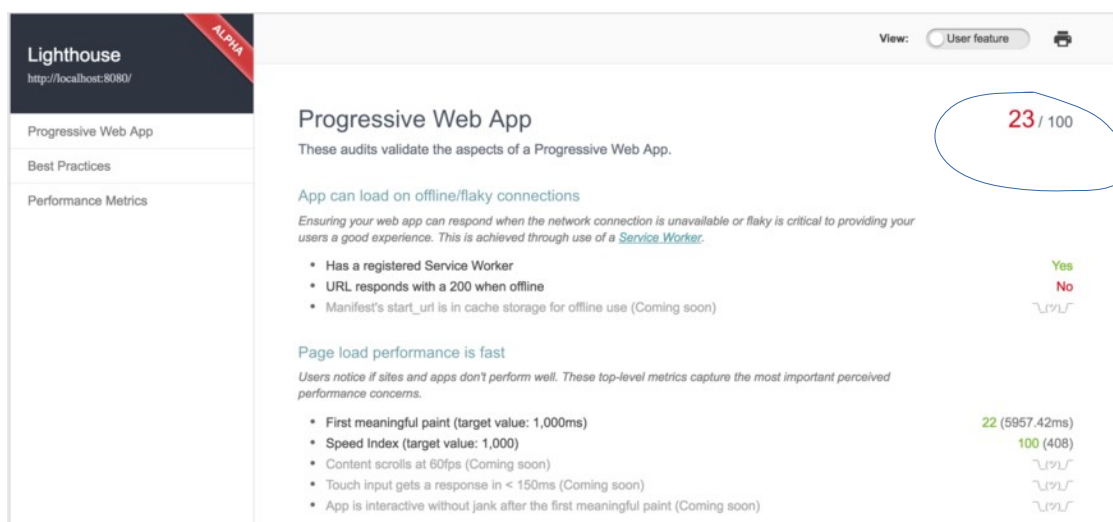 Lighthouse
http://localhost:8080/
ALPHA
Progressive Web App
Best Practices
Performance Metrics
View: User feature
Progressive Web App
23 / 100
These audits validate the aspects of a Progressive Web App.
App can load on offline/flaky connections
Ensuring your web app can respond when the network connection is unavailable or flaky is critical to providing your
users a good experience. This is achieved through use of a Service Worker.
• Has a registered Service Worker Yes
• URL responds with a 200 when offline No
• Manifest's start_url is in cache storage for offline use (Coming soon) ¯\_(ツ)_/¯
Page load performance is fast
Users notice if sites and apps don't perform well. These top-level metrics capture the most important perceived
performance concerns.
• First meaningful paint (target value: 1,000ms) 22 (5957.42ms)
• Speed Index (target value: 1,000) 100 (408)
• Content scrolls at 60fps (Coming soon) ¯\_(ツ)_/¯
• Touch input gets a response in < 150ms (Coming soon) ¯\_(ツ)_/¯
• App is interactive without jank after the first meaningful paint (Coming soon) ¯\_(ツ)_/¯